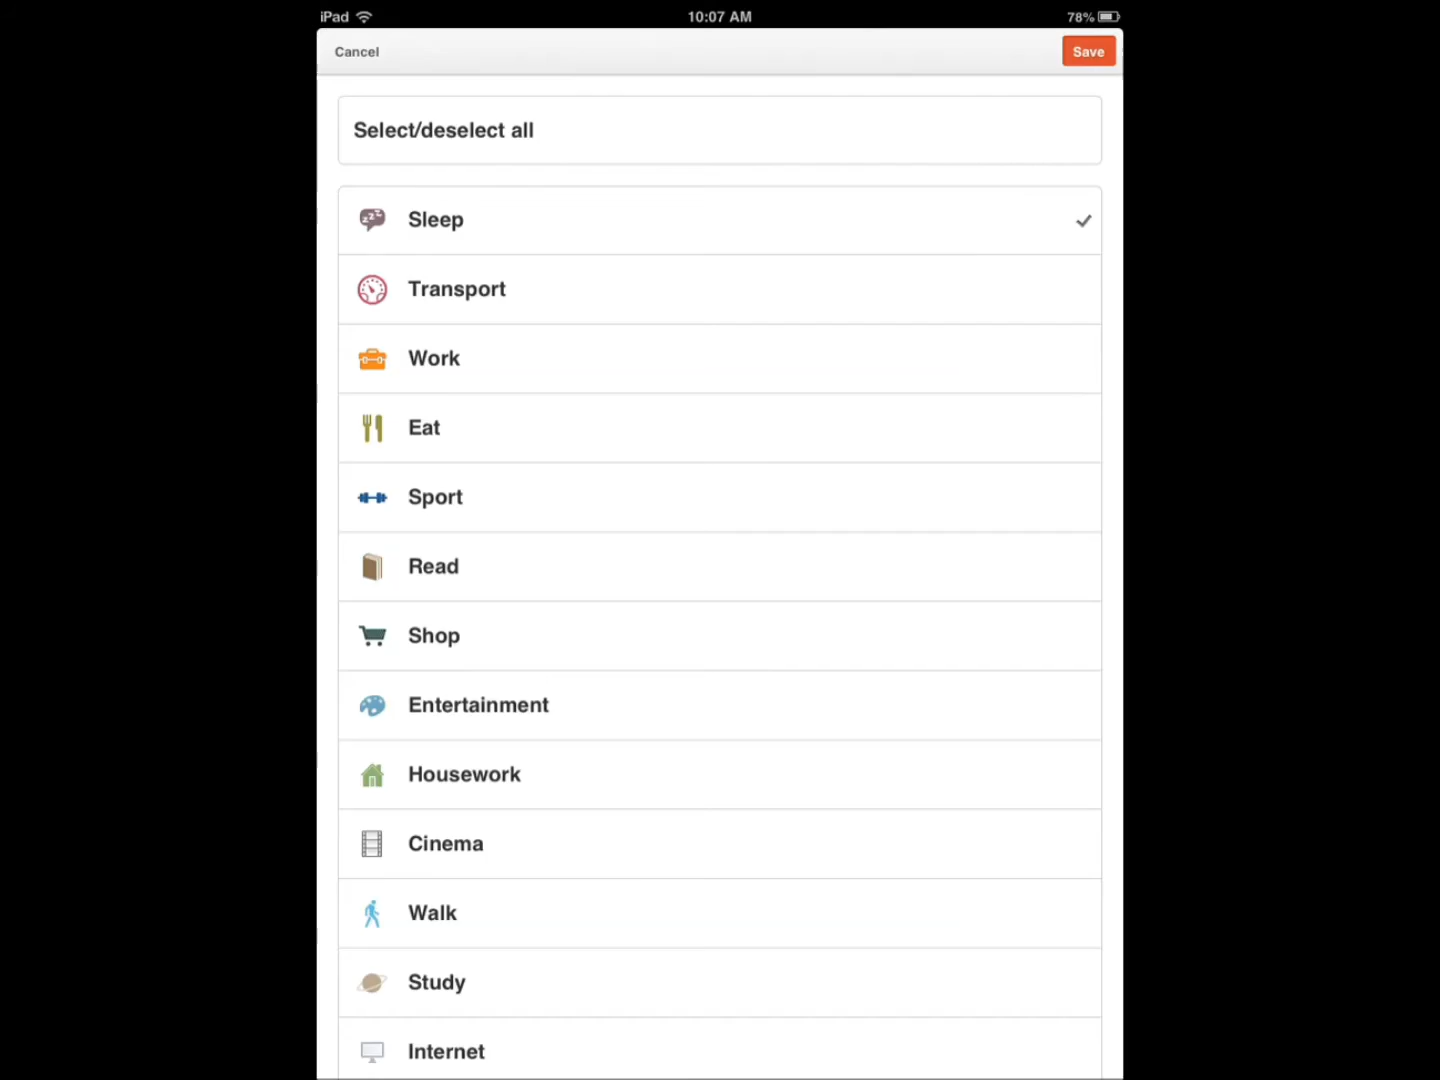 iPad 10:07 AM 78%
Cancel Save
Select/deselect all
zzz Sleep
Transport
Work
Eat
Sport
Read
Shop
Entertainment
Housework
Cinema
Walk
Study
Internet